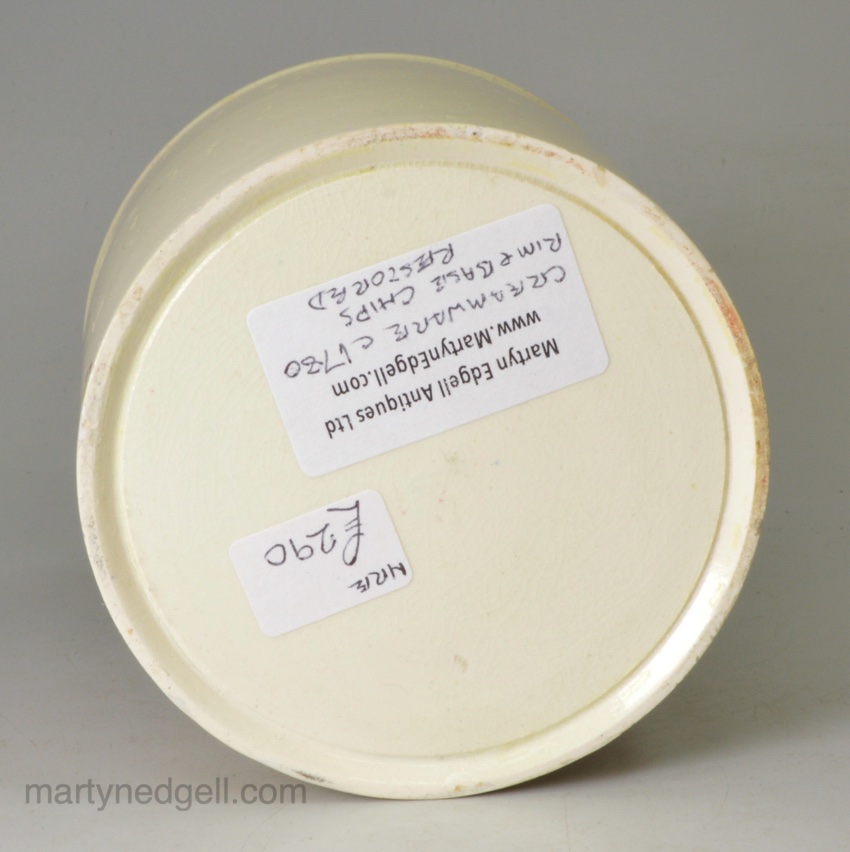 Martyn Edgell Antiques Ltd
www.MartynEdgell.com
CREAMWARE C1780
RIM & BASE CHIPS
RESTORED
£290
martynedgell.com